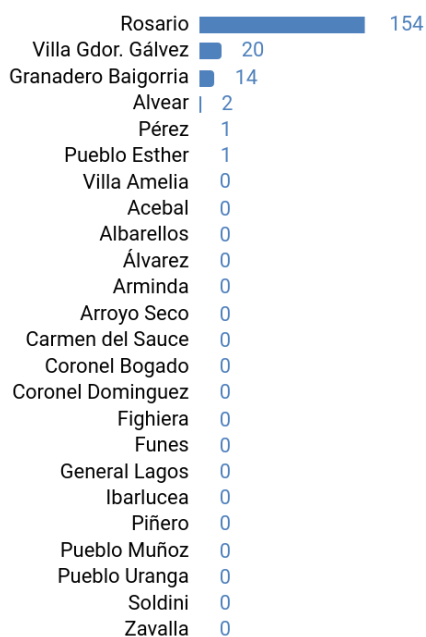 Rosario 154
Villa Gdor. Gálvez 20
Granadero Baigorria 14
Alvear 2
Pérez 1
Pueblo Esther 1
Villa Amelia 0
Acebal 0
Albarellos 0
Álvarez 0
Arminda 0
Arroyo Seco 0
Carmen del Sauce 0
Coronel Bogado 0
Coronel Dominguez 0
Fighiera 0
Funes 0
General Lagos 0
Ibarlucea 0
Piñero 0
Pueblo Muñoz 0
Pueblo Uranga 0
Soldini 0
Zavalla 0